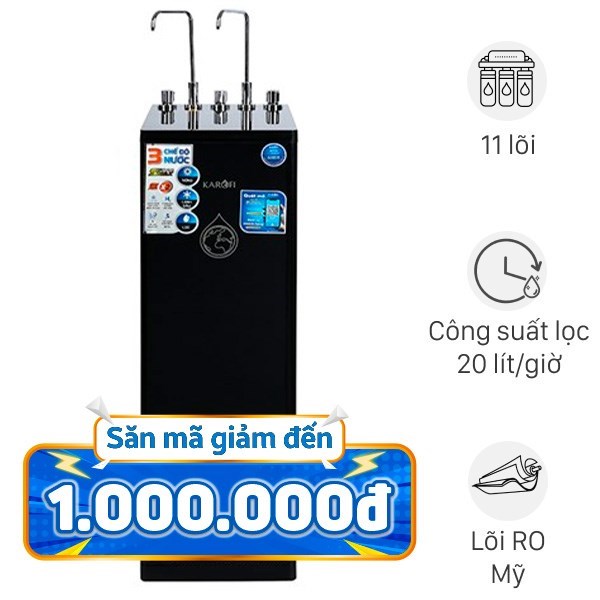 3 CHẾ ĐỘ
NƯỚC
KAROFI
11 lõi
Công suất lọc
20 lít/giờ
Săn mã giảm đến
1.000.000đ
Lõi RO
Mỹ